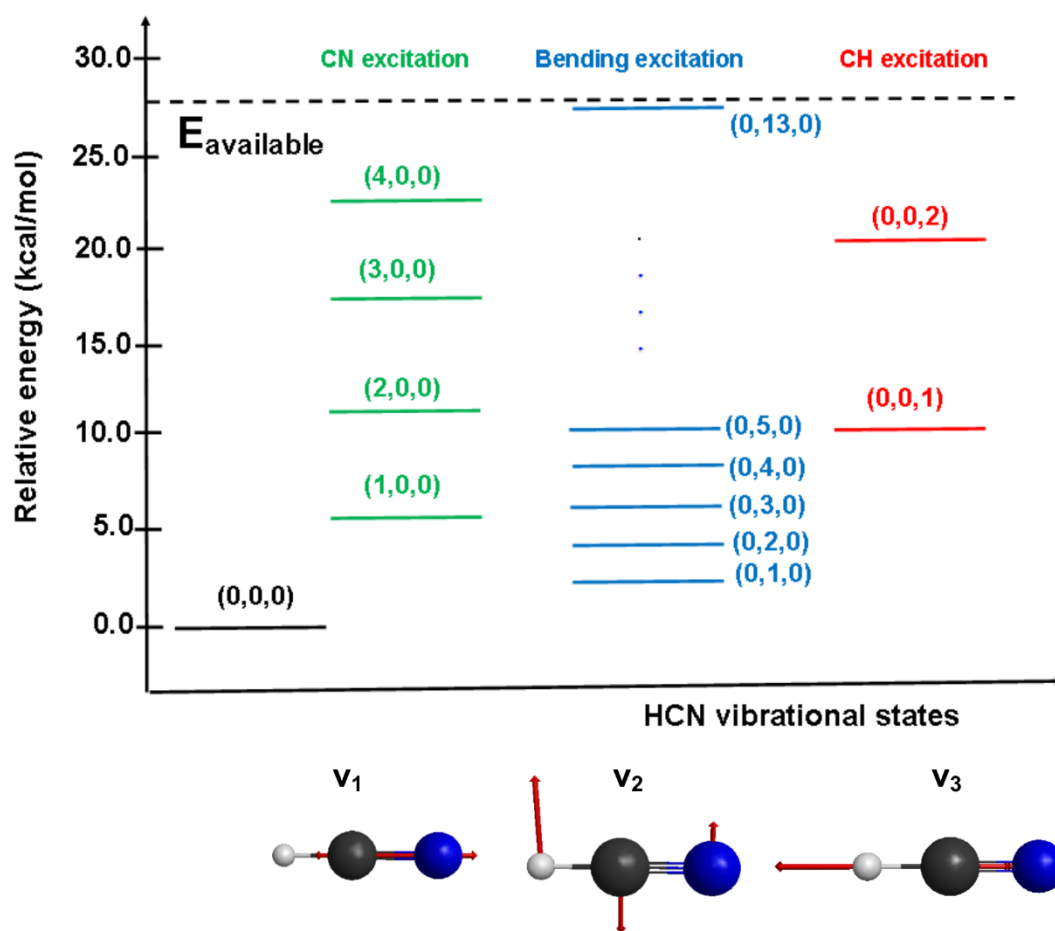 30.0
CN excitation
Bending excitation
CH excitation
E available
(0,13,0)
25.0
(4,0,0)
(0,0,2)
20.0
(3,0,0)
15.0
(2,0,0)
(0,0,1)
10.0
(0,5,0)
(0,4,0)
(1,0,0)
(0,3,0)
5.0
(0,2,0)
(0,1,0)
(0,0,0)
0.0
Relative energy (kcal/mol)
HCN vibrational states
v1
v2
v3